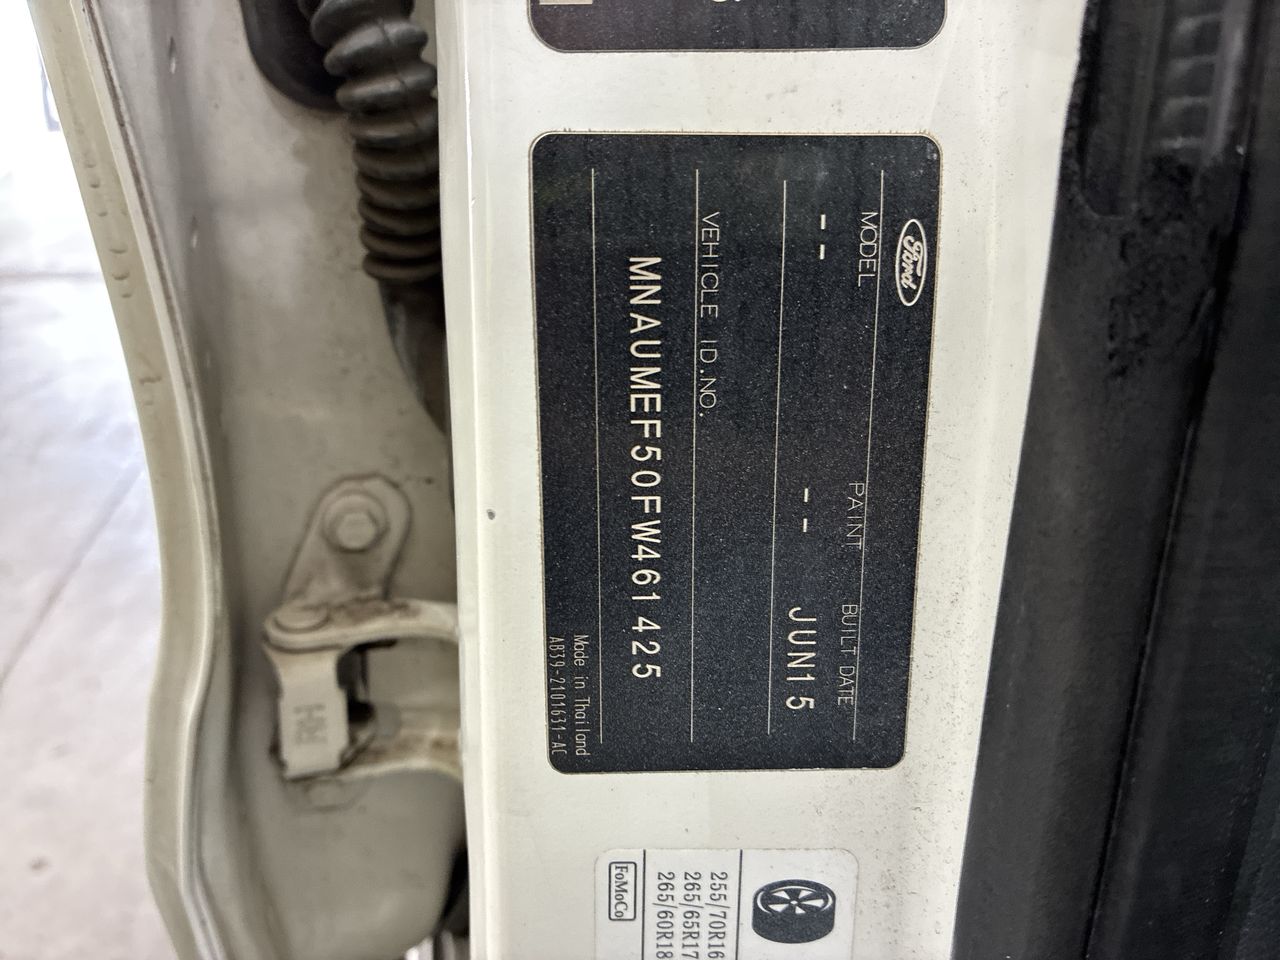 Ford
MODEL PAINT BUILT DATE
-- -- JUN15
VEHICLE ID.NO.
MNAUMEF50FW461425
Made in Thailand
AB39-2101631-AC
255/70R16
265/65R17
265/60R18
FoMoCo